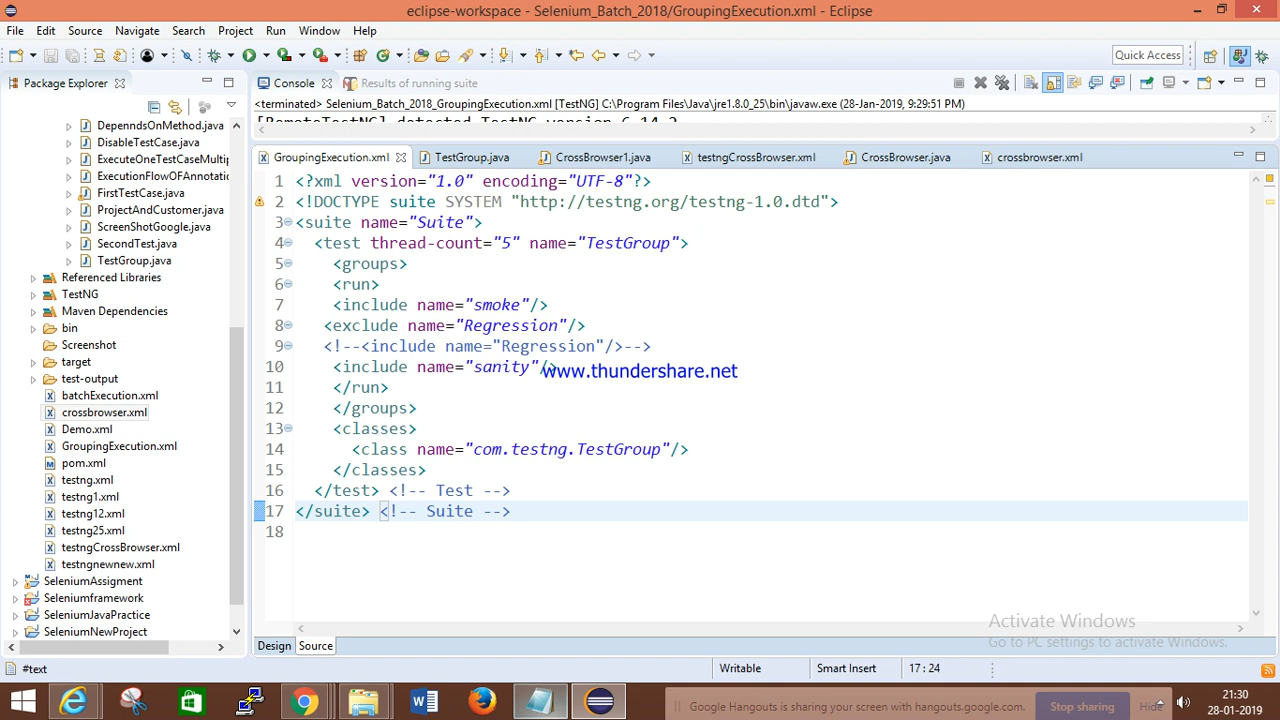 eclipse-workspace - Selenium_Batch_2018/GroupingExecution.xml - Eclipse
File Edit Source Navigate Search Project Run Window Help
Quick Access
Package Explorer
Console Results of running suite
<terminated> Selenium_Batch_2018_GroupingExecution.xml [TestNG] C:\Program Files\Java\jre1.8.0_25\bin\javaw.exe (28-Jan-2019, 9:29:51 PM)
[RemoteTestNG] detected TestNG version 6.14.2
DepenndsOnMethod.java
DisableTestCase.java
ExecuteOneTestCaseMultip
ExecutionFlowOFAnnotatio
FirstTestCase.java
ProjectAndCustomer.java
ScreenShotGoogle.java
SecondTest.java
TestGroup.java
Referenced Libraries
TestNG
Maven Dependencies
bin
Screenshot
target
test-output
batchExecution.xml
crossbrowser.xml
Demo.xml
GroupingExecution.xml
pom.xml
testng.xml
testng1.xml
testng12.xml
testng25.xml
testngCrossBrowser.xml
testngnewnew.xml
SeleniumAssigment
Seleniumframework
SeleniumJavaPractice
SeleniumNewProject
GroupingExecution.xml TestGroup.java CrossBrowser1.java testngCrossBrowser.xml CrossBrowser.java crossbrowser.xml
1 <?xml version="1.0" encoding="UTF-8"?>
2 <!DOCTYPE suite SYSTEM "http://testng.org/testng-1.0.dtd">
3 <suite name="Suite">
4 <test thread-count="5" name="TestGroup">
5 <groups>
6 <run>
7 <include name="smoke"/>
8 <exclude name="Regression"/>
9 <!--<include name="Regression"/>-->
10 <include name="sanity"/>
www.thundershare.net
11 </run>
12 </groups>
13 <classes>
14 <class name="com.testng.TestGroup"/>
15 </classes>
16 </test> <!-- Test -->
17 </suite> <!-- Suite -->
18
Activate Windows
Go to PC settings to activate Windows.
Design Source
#text
Writable Smart Insert 17 : 24
Google Hangouts is sharing your screen with hangouts.google.com. Stop sharing Hide
21:30
28-01-2019